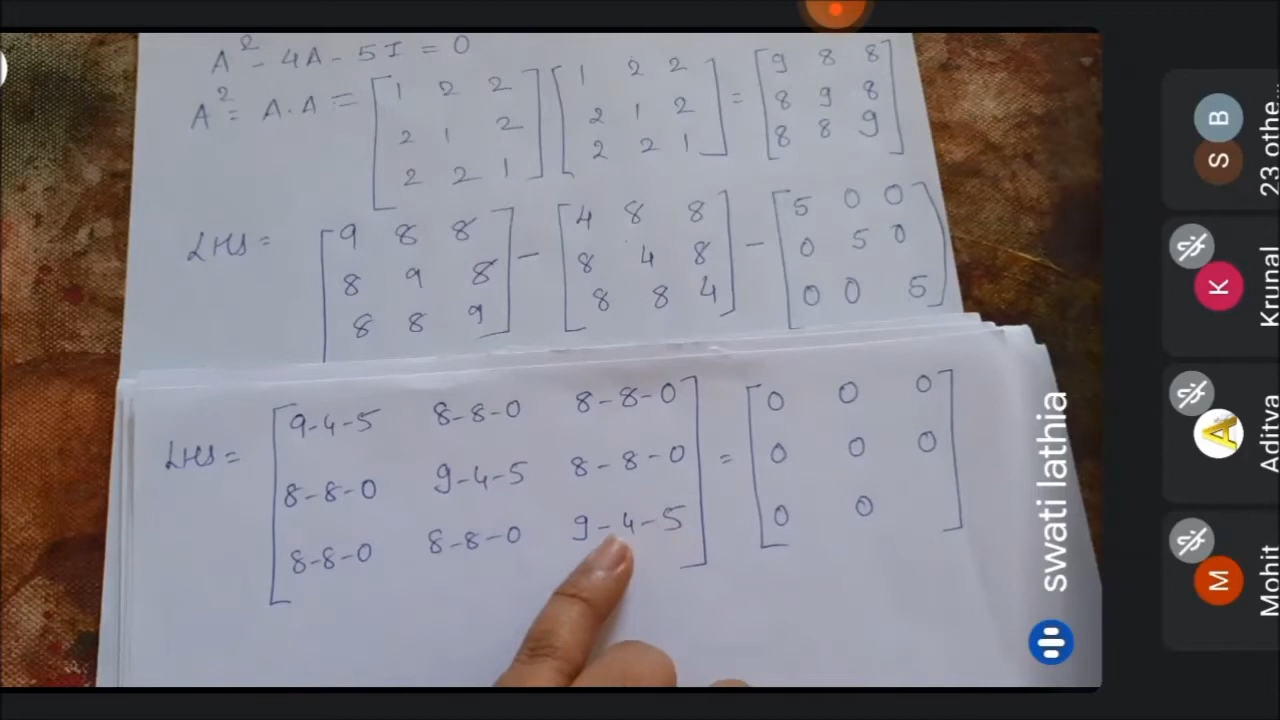 A² - 4A - 5I = 0
A² = A.A = [1 2 2 [1 2 2 = [9 8 8
2 1 2 2 1 2 8 9 8
2 2 1] 2 2 1] 8 8 9]
LHS = [9 8 8 - [4 8 8 - [5 0 0
8 9 8 8 4 8 0 5 0
8 8 9] 8 8 4] 0 0 5]
LHS = [9-4-5 8-8-0 8-8-0 = [0 0 0
8-8-0 9-4-5 8-8-0 0 0 0
8-8-0 8-8-0 9-4-5] 0 0 ]
swati lathia
B
S
23 othe...
K
Krunal
A
Aditya
M
Mohit